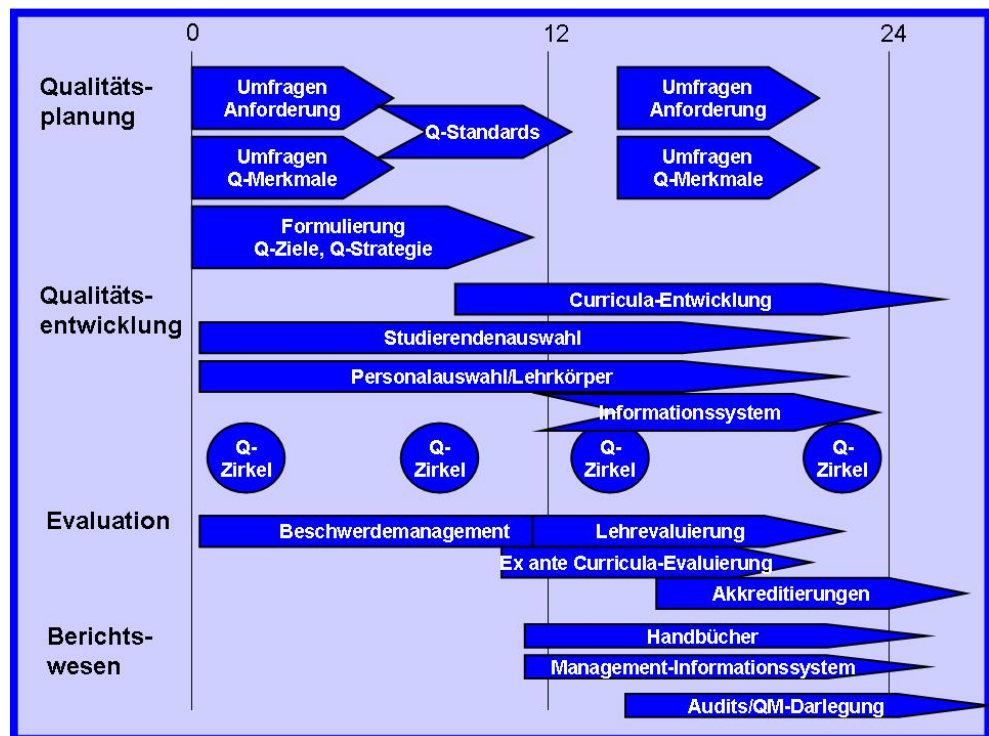 0
12
24
Qualitäts-
planung
Umfragen
Anforderung
Umfragen
Q-Merkmale
Q-Standards
Umfragen
Anforderung
Umfragen
Q-Merkmale
Formulierung
Q-Ziele, Q-Strategie
Qualitäts-
entwicklung
Curricula-Entwicklung
Studierendenauswahl
Personalauswahl/Lehrkörper
Informationssystem
Q-
Zirkel
Q-
Zirkel
Q-
Zirkel
Q-
Zirkel
Evaluation
Beschwerdemanagement
Lehrevaluierung
Ex ante Curricula-Evaluierung
Akkreditierungen
Berichts-
wesen
Handbücher
Management-Informationssystem
Audits/QM-Darlegung